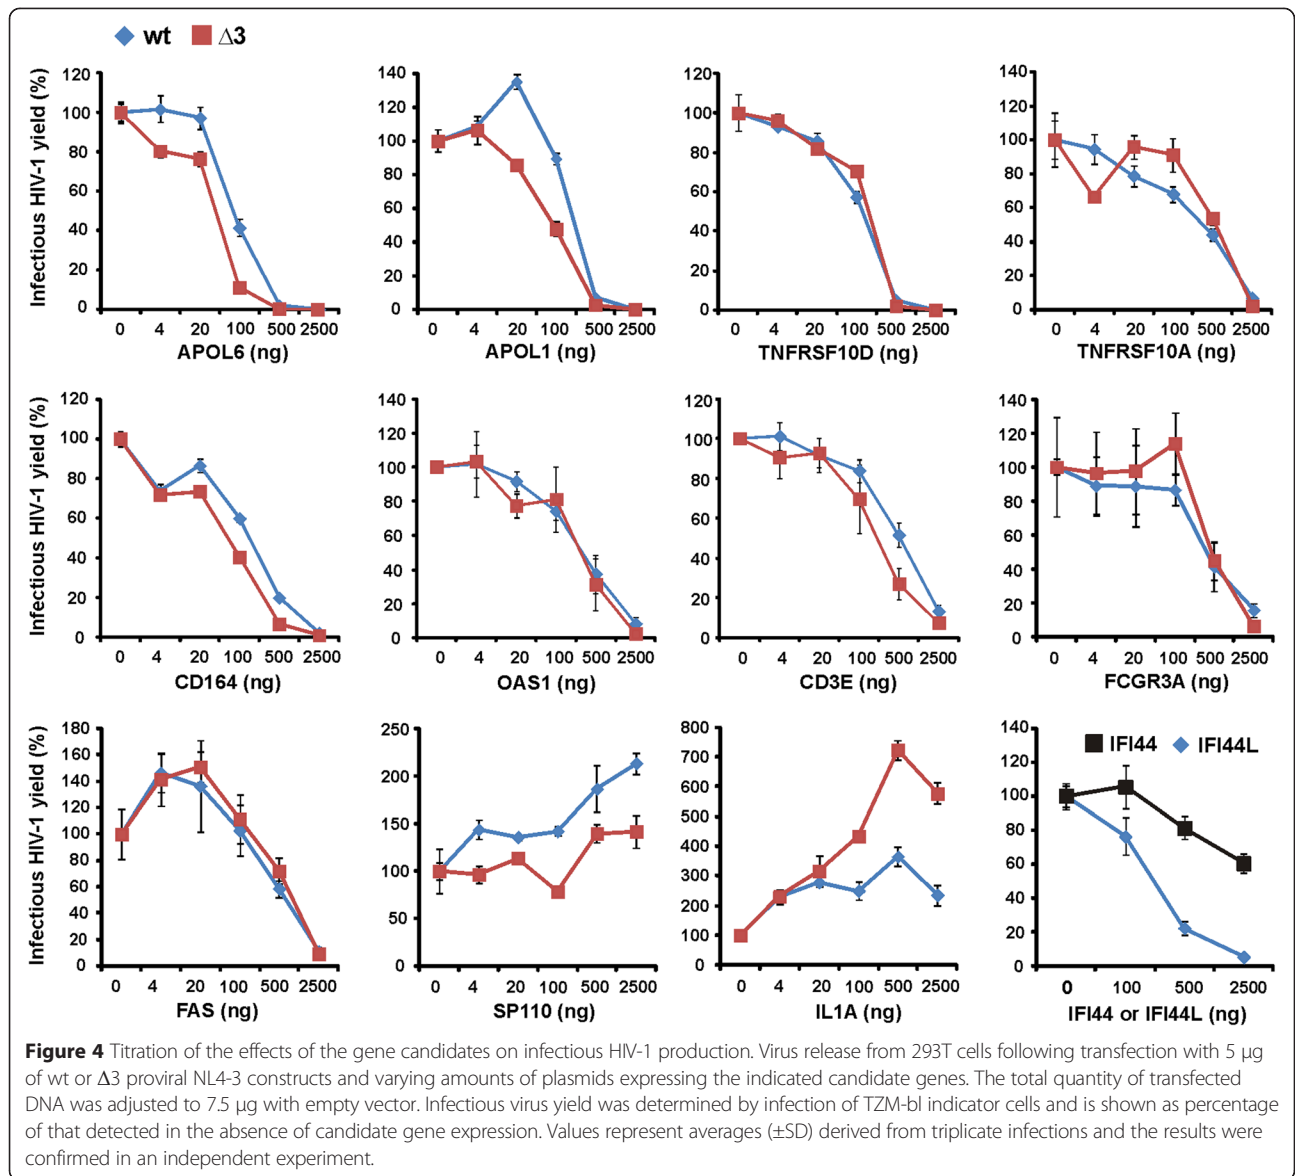 wt Δ3
Infectious HIV-1 yield (%)
120
100
80
60
40
20
0
0 4 20 100 500 2500
APOL6 (ng)
140
120
100
80
60
40
20
0
0 4 20 100 500 2500
APOL1 (ng)
120
100
80
60
40
20
0
0 4 20 100 500 2500
TNFRSF10D (ng)
140
120
100
80
60
40
20
0
0 4 20 100 500 2500
TNFRSF10A (ng)
Infectious HIV-1 yield (%)
120
100
80
60
40
20
0
0 4 20 100 500 2500
CD164 (ng)
140
120
100
80
60
40
20
0
0 4 20 100 500 2500
OAS1 (ng)
120
100
80
60
40
20
0
0 4 20 100 500 2500
CD3E (ng)
140
120
100
80
60
40
20
0
0 4 20 100 500 2500
FCGR3A (ng)
Infectious HIV-1 yield (%)
180
160
140
120
100
80
60
40
20
0
0 4 20 100 500 2500
FAS (ng)
250
200
150
100
50
0
0 4 20 100 500 2500
SP110 (ng)
800
700
600
500
400
300
200
100
0
0 4 20 100 500 2500
IL1A (ng)
IFI44 IFI44L
140
120
100
80
60
40
20
0
0 100 500 2500
IFI44 or IFI44L (ng)
Figure 4 Titration of the effects of the gene candidates on infectious HIV-1 production. Virus release from 293T cells following transfection with 5 μg
of wt or Δ3 proviral NL4-3 constructs and varying amounts of plasmids expressing the indicated candidate genes. The total quantity of transfected
DNA was adjusted to 7.5 μg with empty vector. Infectious virus yield was determined by infection of TZM-bl indicator cells and is shown as percentage
of that detected in the absence of candidate gene expression. Values represent averages (±SD) derived from triplicate infections and the results were
confirmed in an independent experiment.